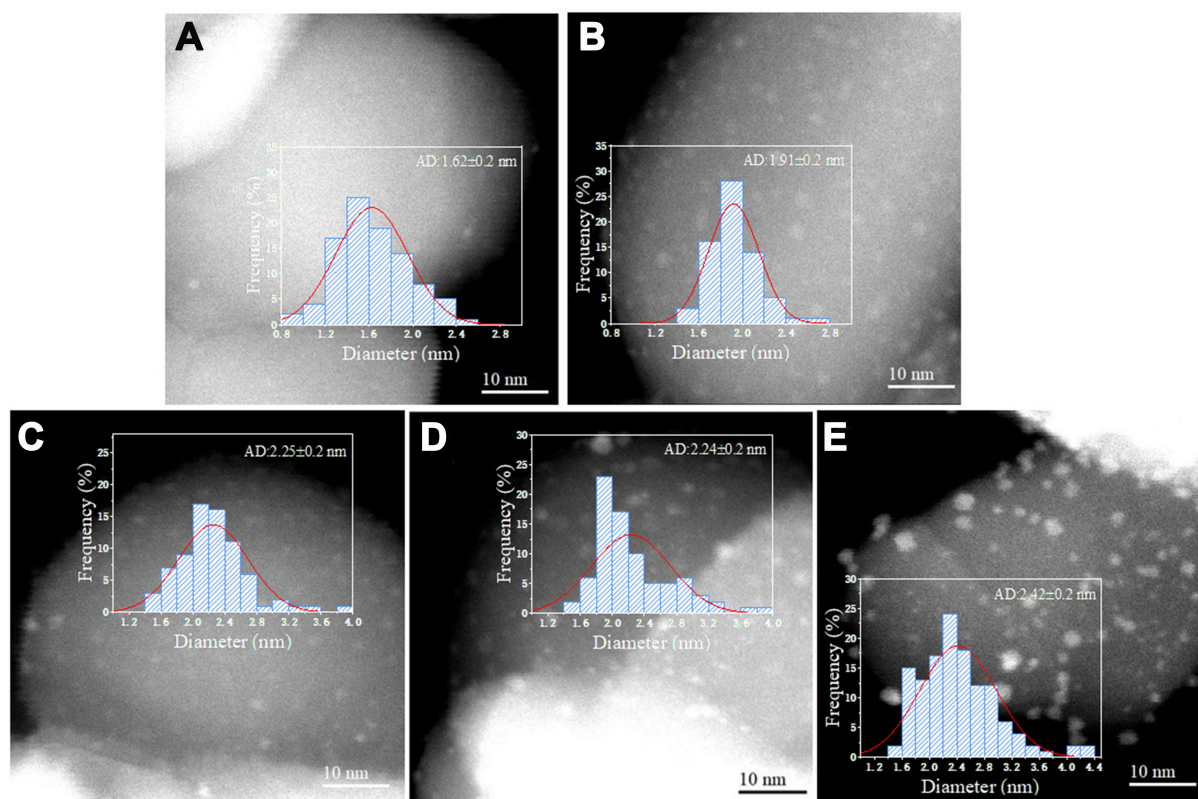 A
AD:1.62±0.2 nm
Frequency (%)
35
30
25
20
15
10
5
0
0.8 1.2 1.6 2.0 2.4 2.8
Diameter (nm)
10 nm
B
AD:1.91±0.2 nm
Frequency (%)
35
30
25
20
15
10
5
0
0.8 1.2 1.6 2.0 2.4 2.8
Diameter (nm)
10 nm
C
AD:2.25±0.2 nm
Frequency (%)
25
20
15
10
5
0
1.2 1.6 2.0 2.4 2.8 3.2 3.6 4.0
Diameter (nm)
10 nm
D
AD:2.24±0.2 nm
Frequency (%)
30
25
20
15
10
5
0
1.2 1.6 2.0 2.4 2.8 3.2 3.6 4.0
Diameter (nm)
10 nm
E
AD:2.42±0.2 nm
Frequency (%)
30
25
20
15
10
5
0
1.2 1.6 2.0 2.4 2.8 3.2 3.6 4.0 4.4
Diameter (nm)
10 nm